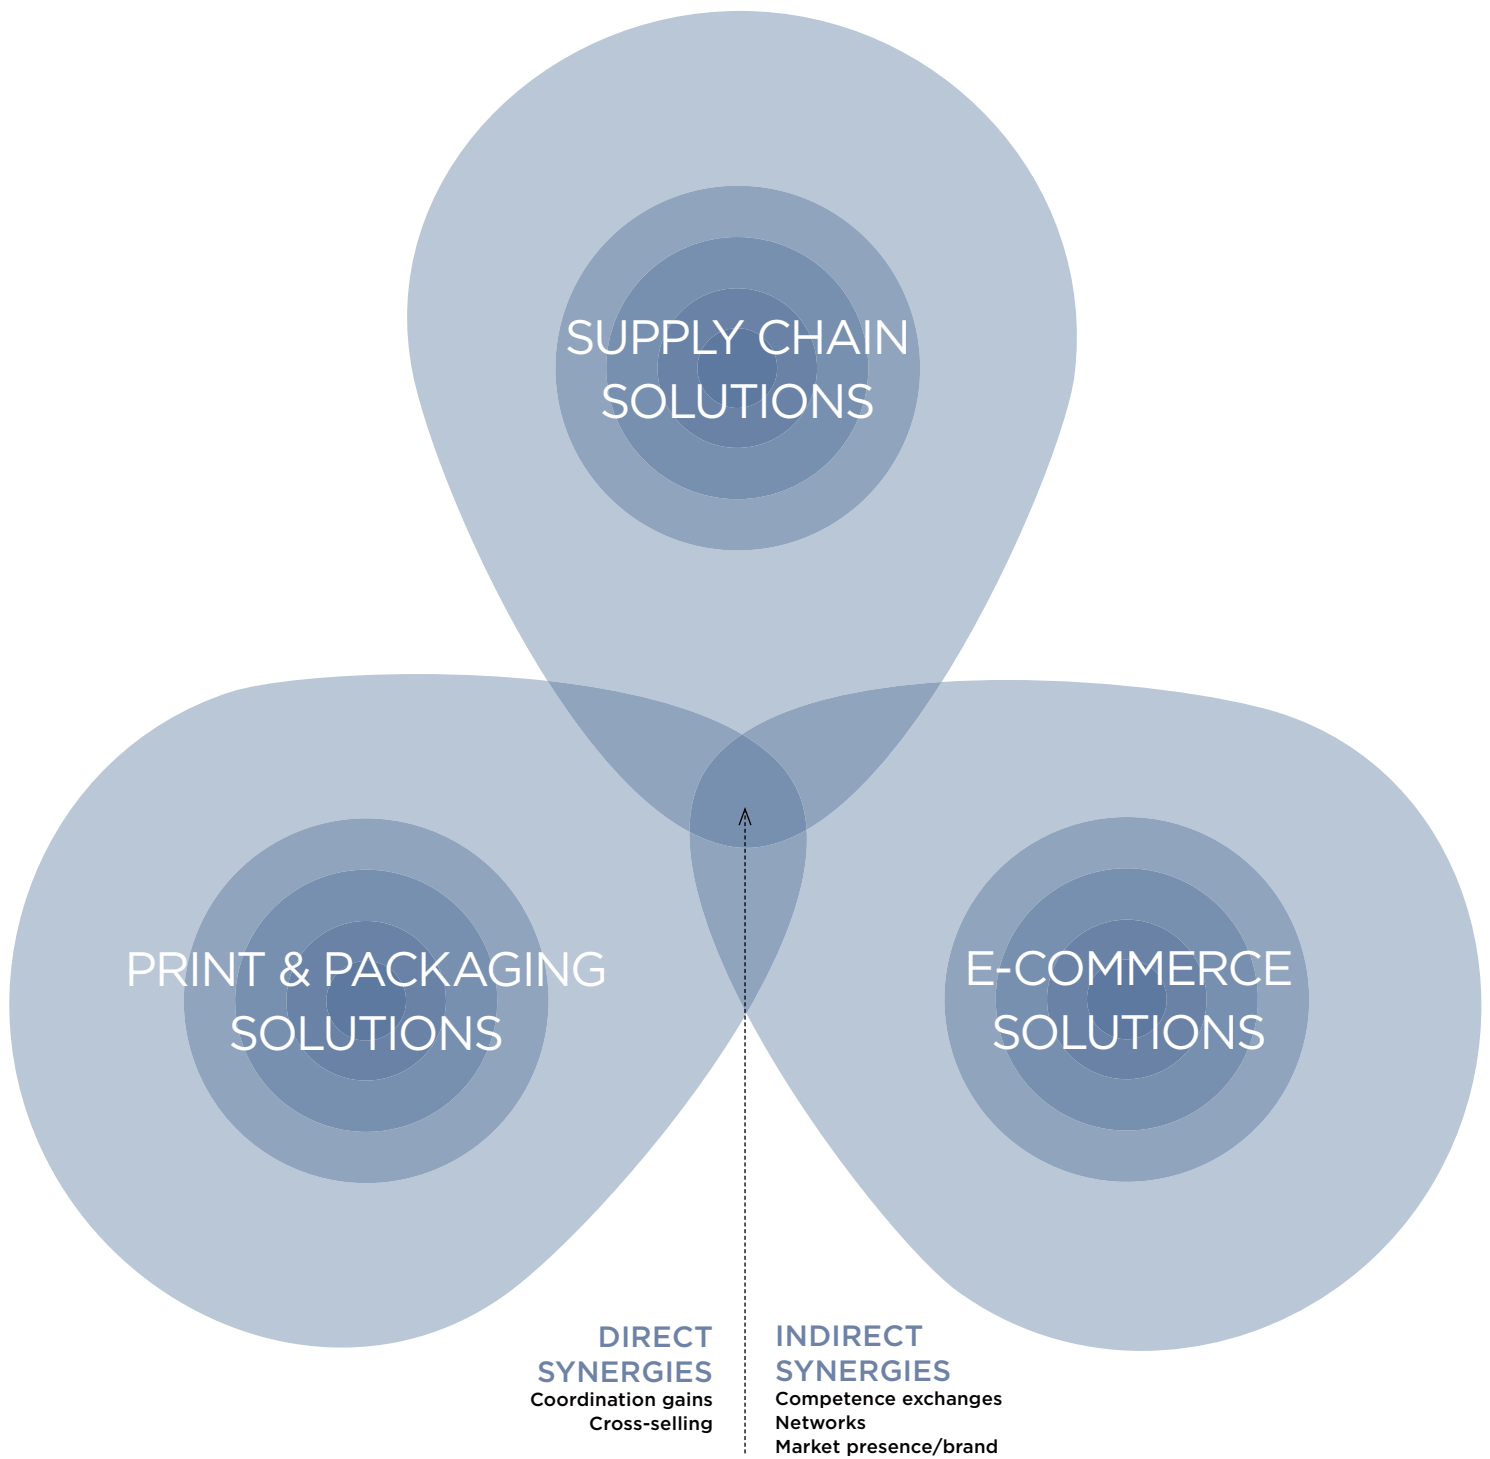 SUPPLY CHAIN
SOLUTIONS
PRINT & PACKAGING
SOLUTIONS
E-COMMERCE
SOLUTIONS
DIRECT
SYNERGIES
Coordination gains
Cross-selling
INDIRECT
SYNERGIES
Competence exchanges
Networks
Market presence/brand